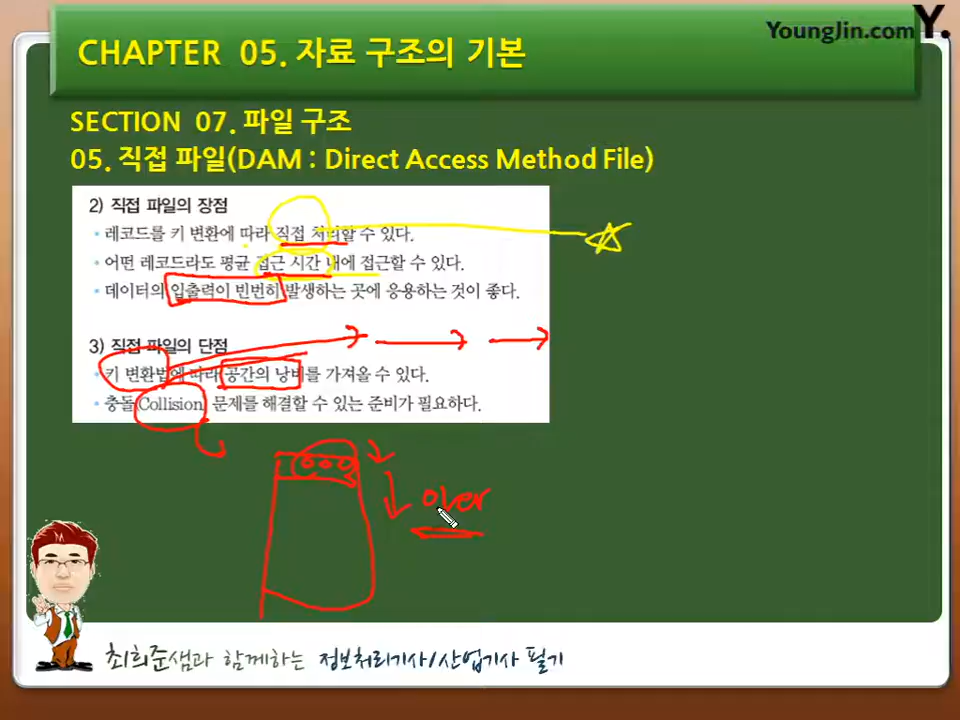 YoungJin.com Y.
CHAPTER 05. 자료 구조의 기본
SECTION 07. 파일 구조
05. 직접 파일(DAM : Direct Access Method File)
2) 직접 파일의 장점
• 레코드를 키 변환에 따라 직접 처리할 수 있다.
• 어떤 레코드라도 평균 접근 시간 내에 접근할 수 있다.
• 데이터의 입출력이 빈번히 발생하는 곳에 응용하는 것이 좋다.
3) 직접 파일의 단점
• 키 변환법에 따라 공간의 낭비를 가져올 수 있다.
• 충돌(Collision) 문제를 해결할 수 있는 준비가 필요하다.
over
최희준샘과 함께하는 정보처리기사/산업기사 필기